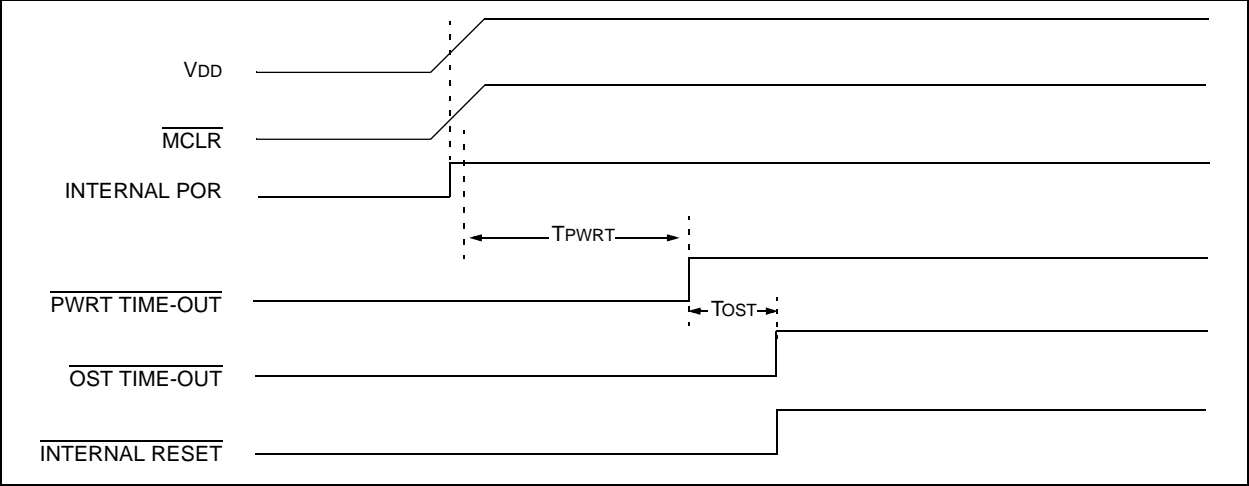 VDD
MCLR
INTERNAL POR
TPWRT
PWRT TIME-OUT
TOST
OST TIME-OUT
INTERNAL RESET